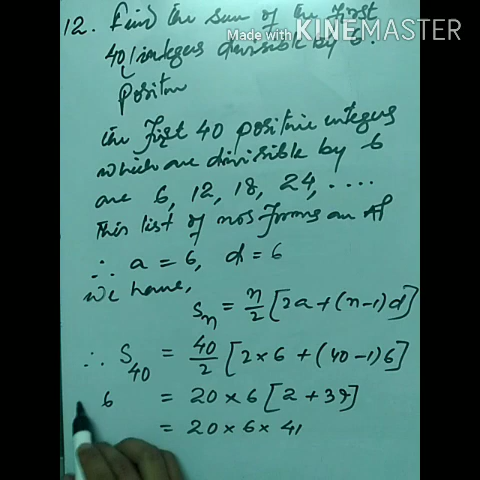 12. Find the sum of the first
Made with KINEMASTER
40 integers divisible by 6.
Positive
The first 40 positive integers
which are divisible by 6
are 6, 12, 18, 24, ....
This list of nos forms an AP
∴ a = 6, d = 6
We have,
Sₙ = n/2 [2a + (n-1)d]
∴ S₄₀ = 40/2 [2 × 6 + (40-1)6]
6 = 20 × 6 [2 + 39]
= 20 × 6 × 41